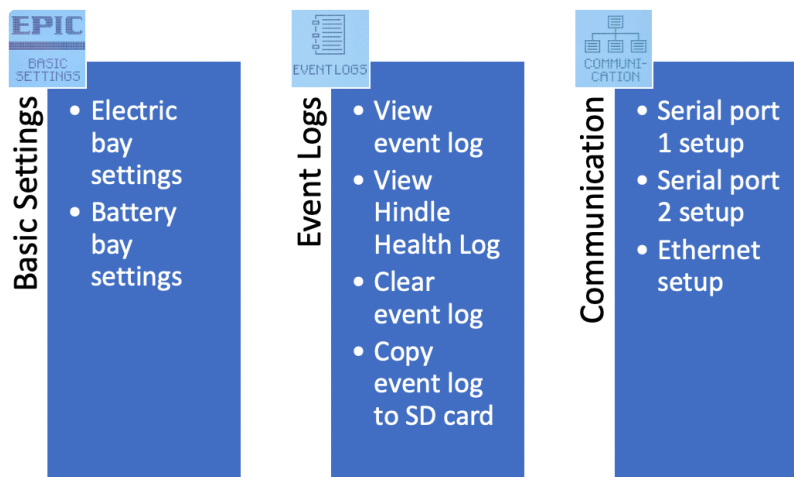 EPIC
BASIC
SETTINGS
Basic Settings
• Electric
bay
settings
• Battery
bay
settings
EVENT LOGS
Event Logs
• View
event log
• View
Hindle
Health Log
• Clear
event log
• Copy
event log
to SD card
COMMUNI-
CATION
Communication
• Serial port
1 setup
• Serial port
2 setup
• Ethernet
setup